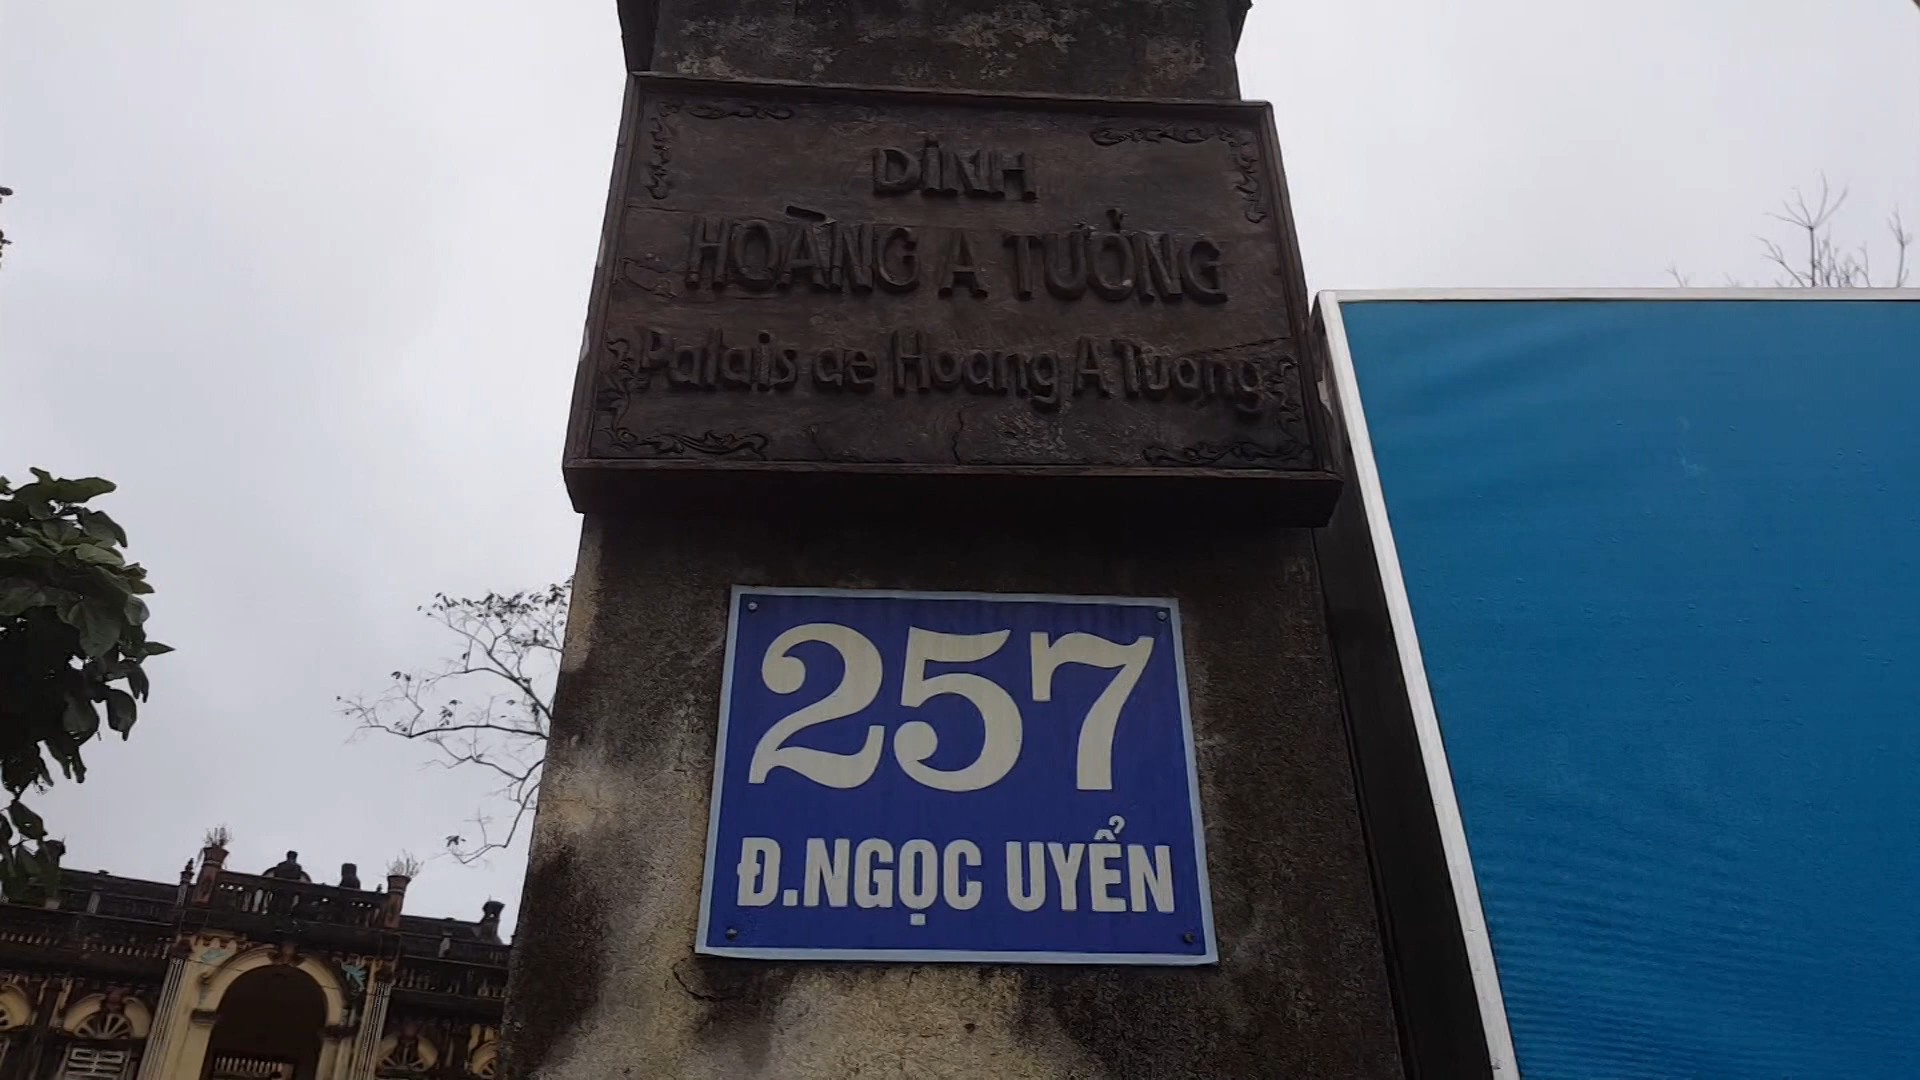 DINH
HOÀNG A TƯỞNG
Palais de Hoang A Tuong
257
Đ.NGỌC UYỂN